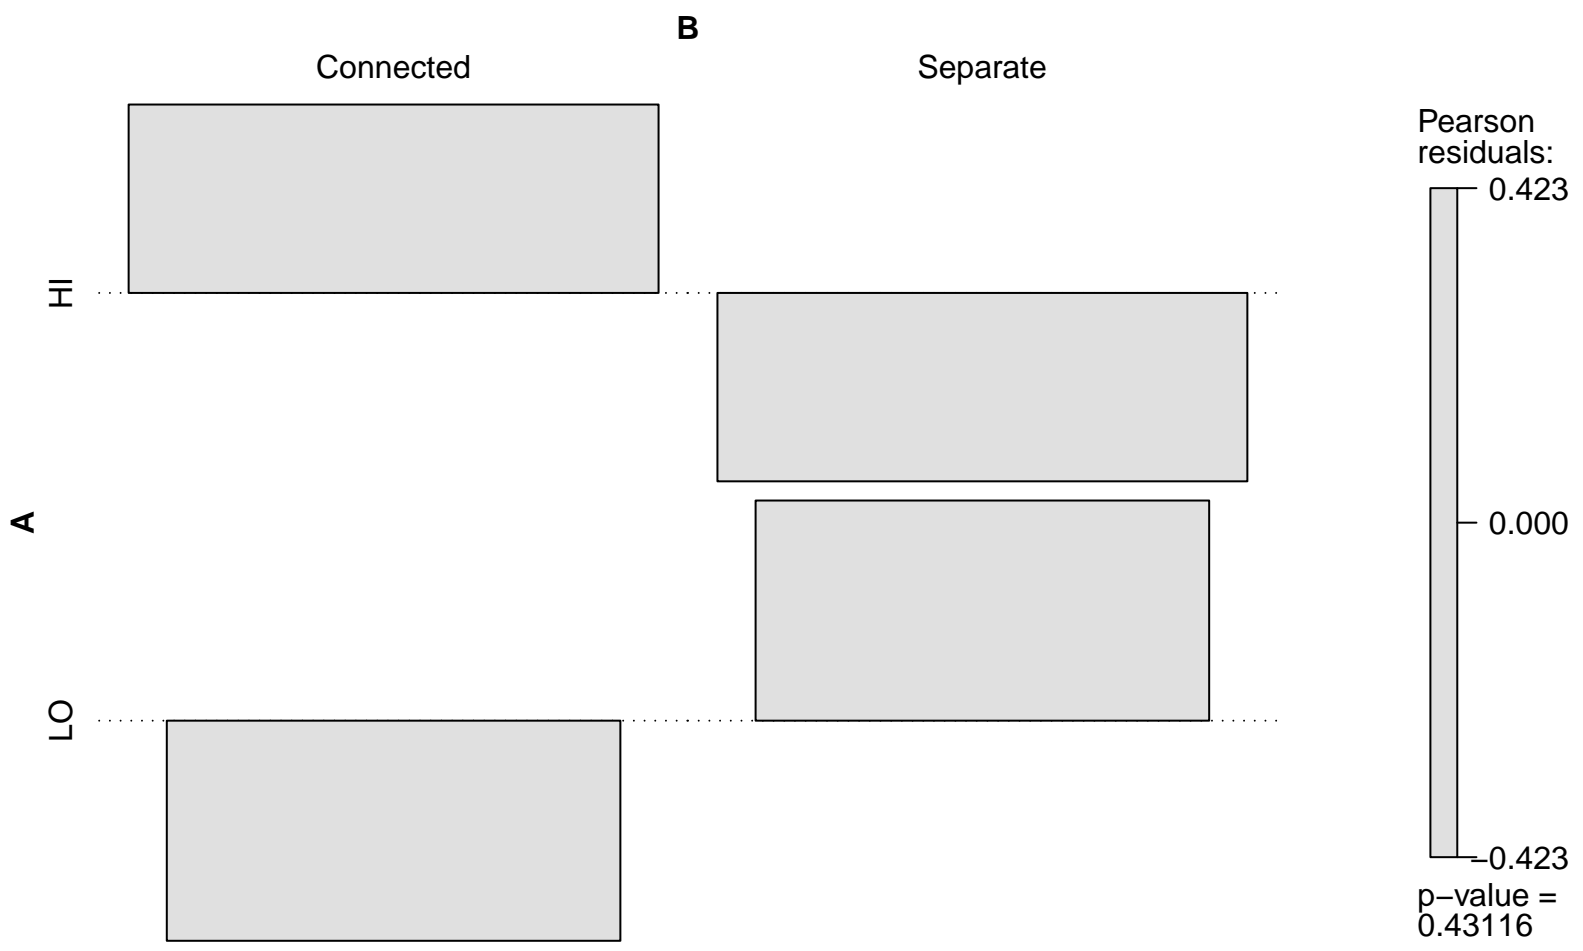 B
Connected
Separate
Pearson
residuals:
0.423
HI
A
0.000
LO
−0.423
p−value =
0.43116